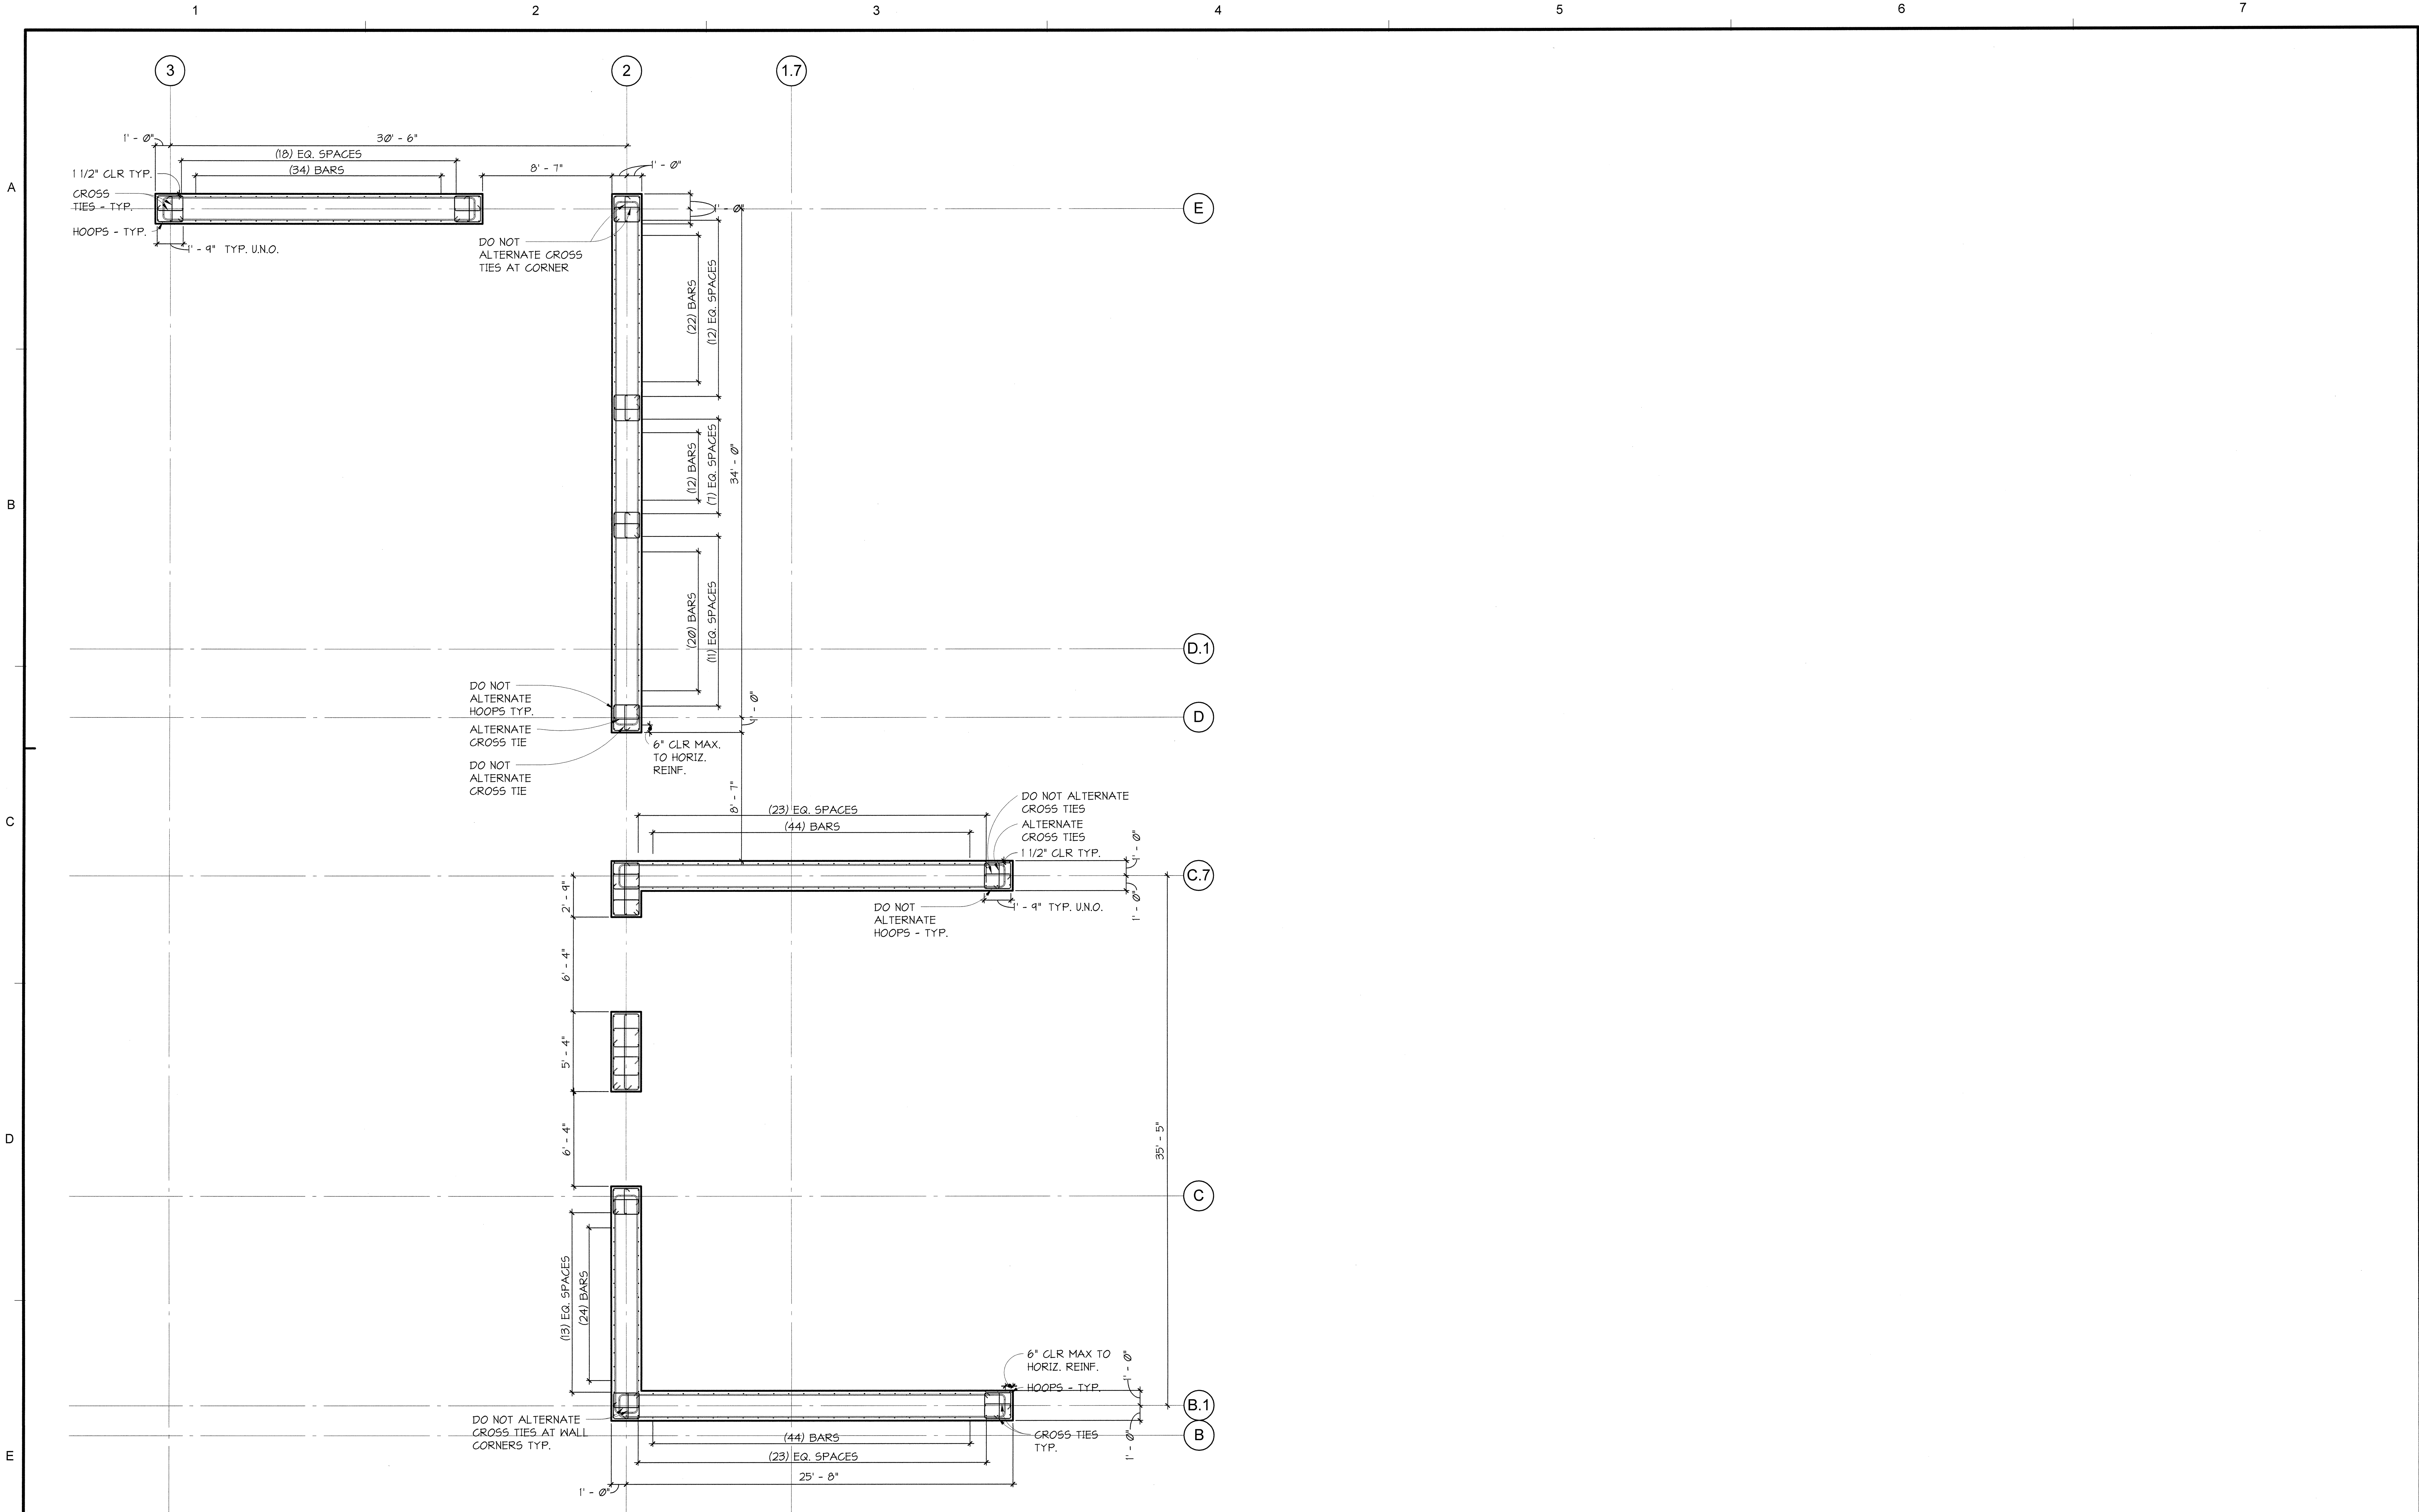 1
2
3
4
5
6
7
A
B
C
D
E
3
2
1.7
1' - 0"
30' - 6"
(18) EQ. SPACES
(34) BARS
8' - 7"
1' - 0"
1 1/2" CLR TYP.
CROSS
TIES - TYP.
HOOPS - TYP.
1' - 9" TYP. U.N.O.
1' - 0"
E
DO NOT
ALTERNATE CROSS
TIES AT CORNER
(22) BARS
(12) EQ. SPACES
(12) BARS
(7) EQ. SPACES
34' - 0"
(20) BARS
(11) EQ. SPACES
D.1
DO NOT
ALTERNATE
HOOPS TYP.
ALTERNATE
CROSS TIE
DO NOT
ALTERNATE
CROSS TIE
1' - 0"
D
6" CLR MAX.
TO HORIZ.
REINF.
8' - 7"
(23) EQ. SPACES
(44) BARS
DO NOT ALTERNATE
CROSS TIES
ALTERNATE
CROSS TIES
1 1/2" CLR TYP.
1' - 0"
1' - 0"
C.7
DO NOT
ALTERNATE
HOOPS - TYP.
1' - 9" TYP. U.N.O.
2' - 9"
6' - 4"
5' - 4"
6' - 4"
35' - 5"
C
(13) EQ. SPACES
(24) BARS
6" CLR MAX TO
HORIZ. REINF.
HOOPS - TYP.
1' - 0"
1' - 0"
B.1
B
DO NOT ALTERNATE
CROSS TIES AT WALL
CORNERS TYP.
CROSS TIES
TYP.
(44) BARS
(23) EQ. SPACES
25' - 8"
1' - 0"